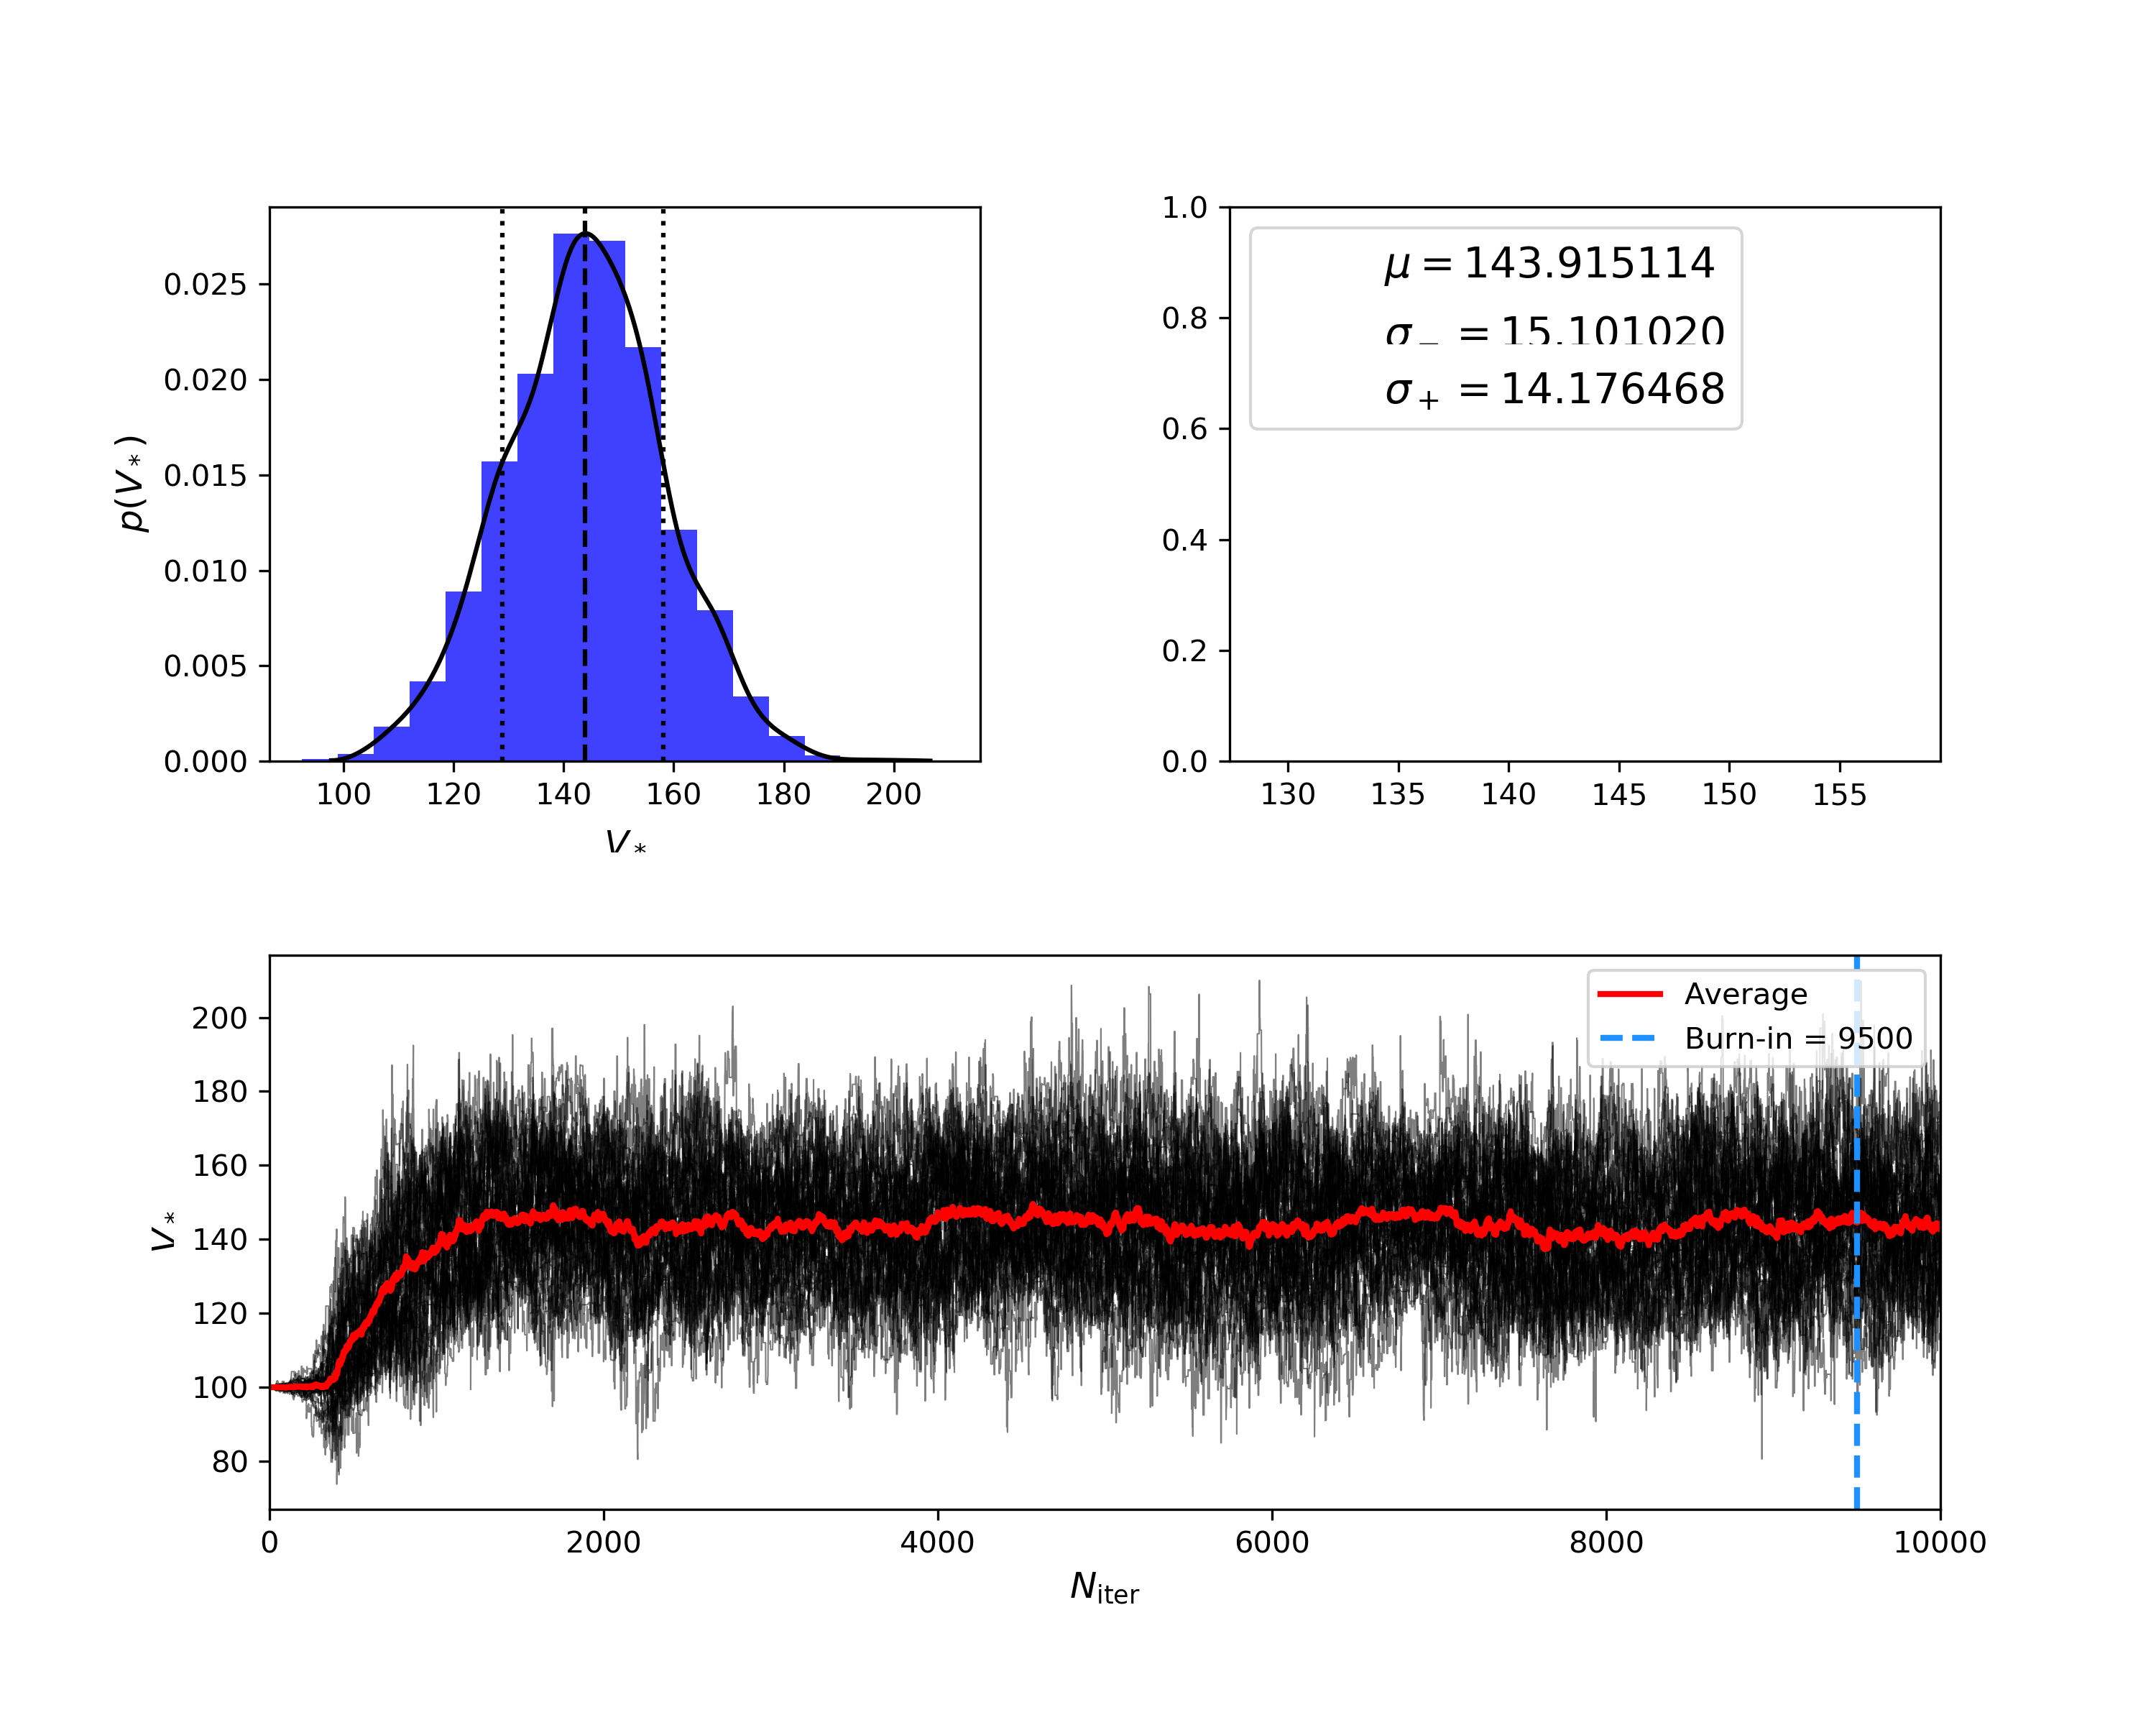 0.025
0.020
0.015
0.010
0.005
0.000
p(V*)
100 120 140 160 180 200
V*
1.0
0.8
0.6
0.4
0.2
0.0
μ = 143.915114
σ− = 15.101020
σ+ = 14.176468
130 135 140 145 150 155
200
180
160
140
120
100
80
V*
Average
Burn-in = 9500
0 2000 4000 6000 8000 10000
Niter